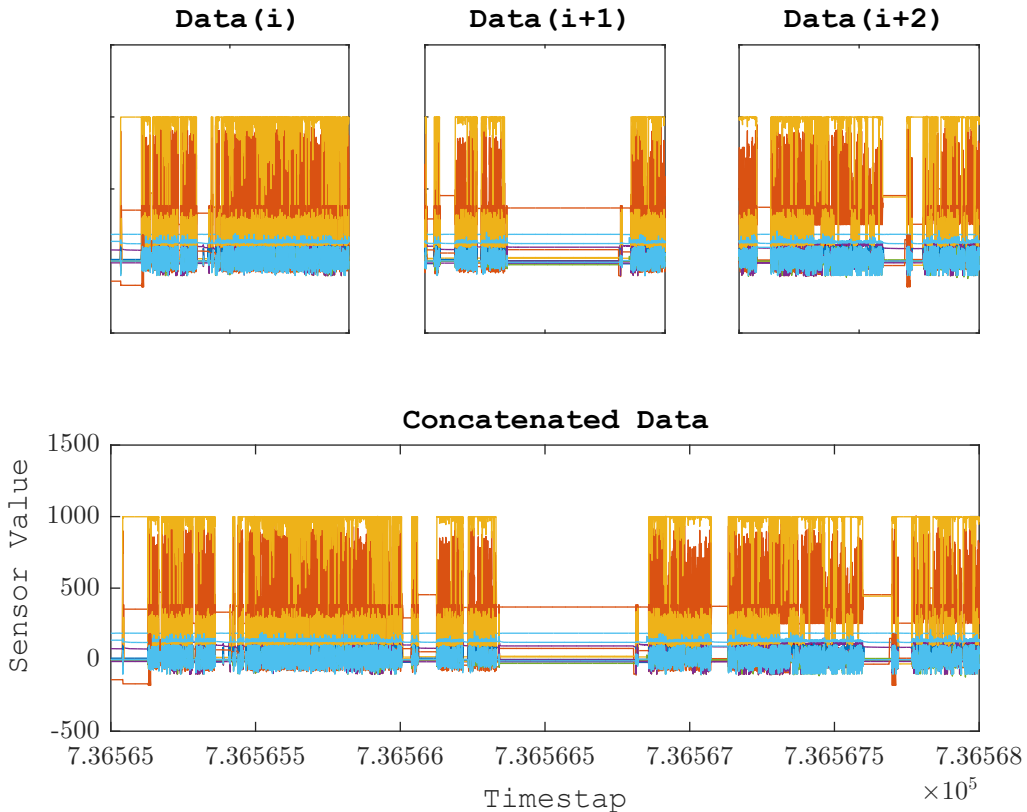 Data(i) Data(i+1) Data(i+2)
Concatenated Data
Sensor Value
1500
1000
500
0
-500
7.36565 7.365655 7.36566 7.365665 7.36567 7.365675 7.36568
×10⁵
Timestap